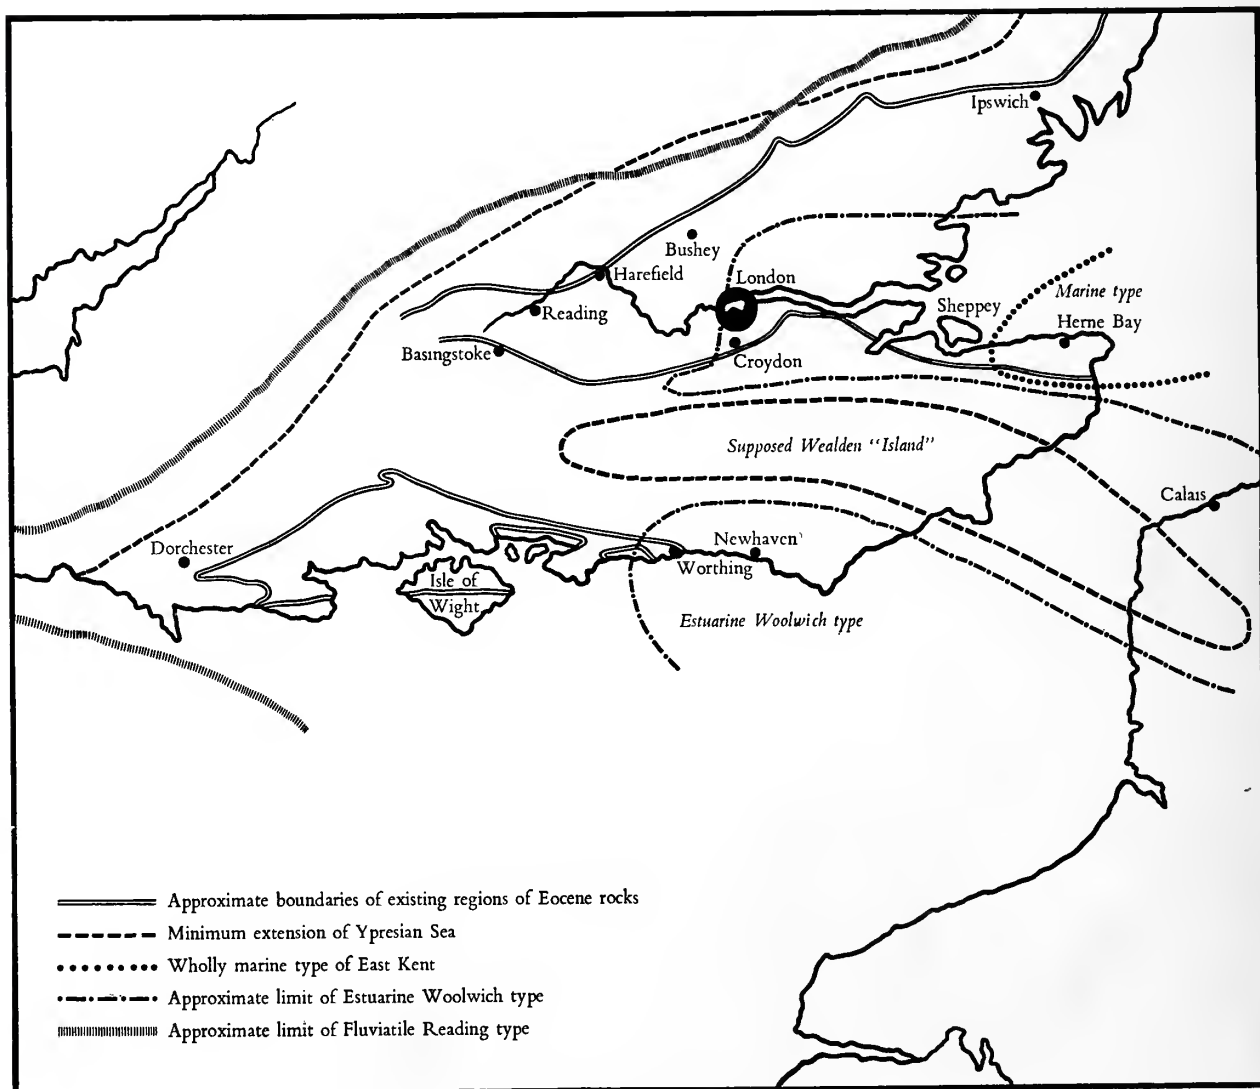 Ipswich
Bushey
Harefield
London
Marine type
Reading
Sheppey
Herne Bay
Basingstoke
Croydon
Supposed Wealden "Island"
Calais
Dorchester
Newhaven
Worthing
Isle of
Wight
Estuarine Woolwich type
Approximate boundaries of existing regions of Eocene rocks
Minimum extension of Ypresian Sea
Wholly marine type of East Kent
Approximate limit of Estuarine Woolwich type
Approximate limit of Fluviatile Reading type